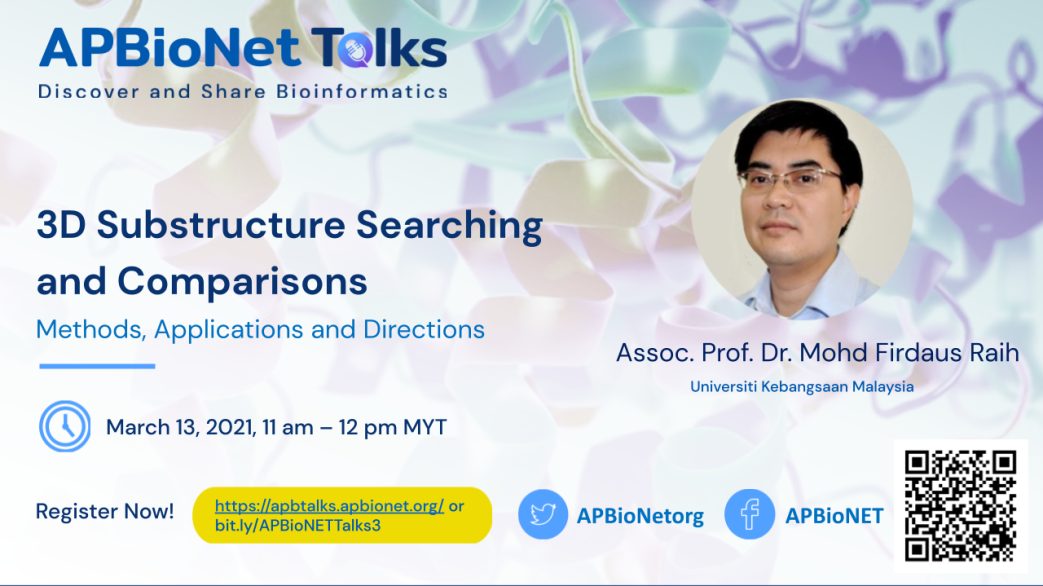 APBioNet Talks
Discover and Share Bioinformatics
3D Substructure Searching
and Comparisons
Methods, Applications and Directions
Assoc. Prof. Dr. Mohd Firdaus Raih
Universiti Kebangsaan Malaysia
March 13, 2021, 11 am – 12 pm MYT
Register Now!
https://apbtalks.apbionet.org/ or
bit.ly/APBioNETTalks3
APBioNetorg
APBioNET